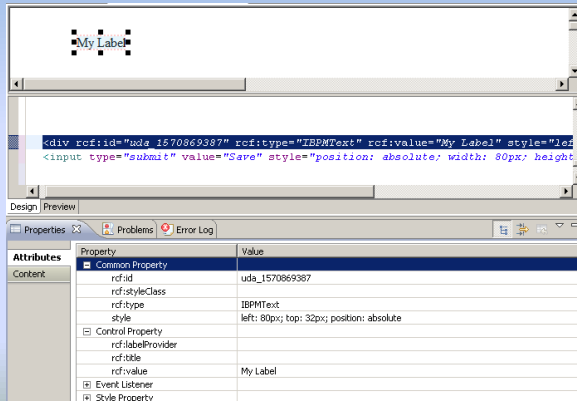 My Label
<div rcf:id="uda_1570869387" rcf:type="IBPMText" rcf:value="My Label" style="lef
<input type="submit" value="Save" style="position: absolute; width: 80px; height
Design Preview
Properties Problems Error Log
Attributes
Content
Property Value
Common Property
rcf:id uda_1570869387
rcf:styleClass
rcf:type IBPMText
style left: 80px; top: 32px; position: absolute
Control Property
rcf:labelProvider
rcf:title
rcf:value My Label
Event Listener
Style Property